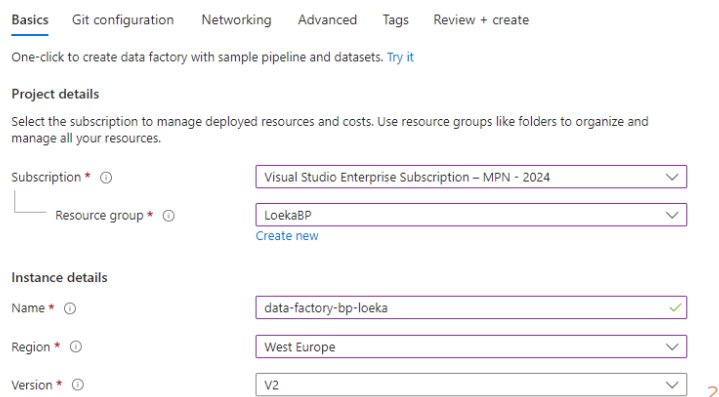 Basics Git configuration Networking Advanced Tags Review + create
One-click to create data factory with sample pipeline and datasets. Try it
Project details
Select the subscription to manage deployed resources and costs. Use resource groups like folders to organize and
manage all your resources.
Subscription * Visual Studio Enterprise Subscription – MPN - 2024
Resource group * LoekaBP
Create new
Instance details
Name * data-factory-bp-loeka
Region * West Europe
Version * V2